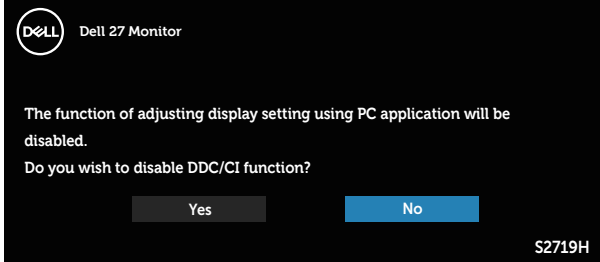 DELL
Dell 27 Monitor
The function of adjusting display setting using PC application will be
disabled.
Do you wish to disable DDC/CI function?
Yes No
S2719H